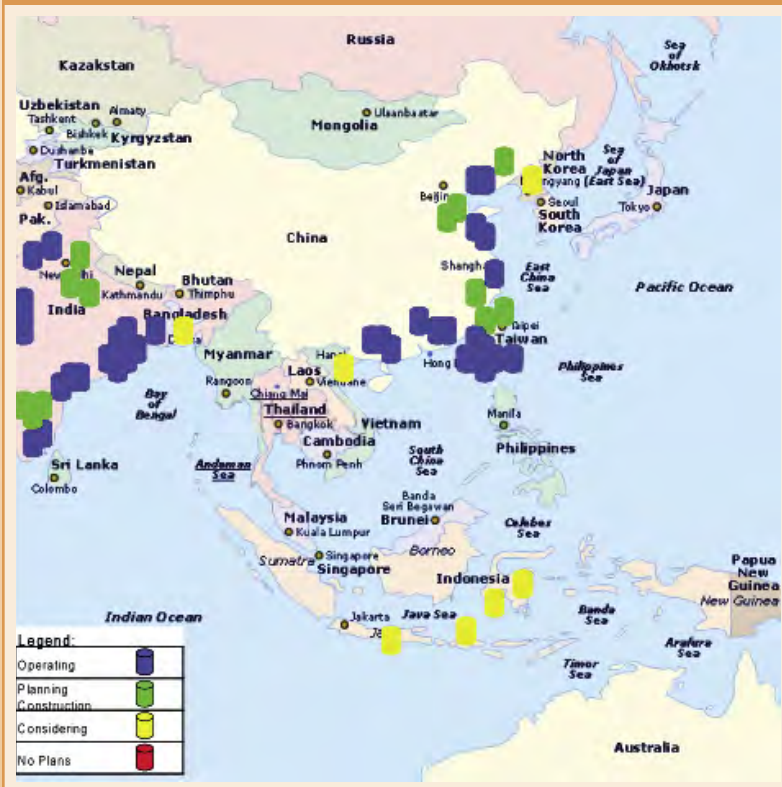 Russia
Sea
of
Okhotsk
Kazakstan
Uzbekistan
Almaty
Tashkent
Bishkek
Kyrgyzstan
Ulaanbaatar
Mongolia
Dushanbe
Turkmenistan
Afg.
Kabul
Islamabad
Pak.
North
Korea
Sea
of
Japan
(East Sea)
Seoul
South
Korea
Japan
Tokyo
Beijin
China
Shangha
East
China
Sea
Pacific Ocean
Nepal
Kathmandu
Bhutan
Thimphu
India
Bangladesh
Myanmar
Rangoon
Laos
Vientiane
Chiang Mai
Thailand
Bangkok
Vietnam
Cambodia
Phnom Penh
Hong
Taipei
Taiwan
Philippines
Sea
Manila
Philippines
Bay
of
Bengal
Sri Lanka
Colombo
Andaman
Sea
South
China
Sea
Banda
Seri Begawan
Brunei
Malaysia
Kuala Lumpur
Singapore
Singapore
Sumatra
Borneo
Celebes
Sea
Indonesia
Papua
New
Guinea
New Guinea
Indian Ocean
Jakarta
Java Sea
Banda
Sea
Arafura
Sea
Timor
Sea
Australia
Legend:
Operating
Planning
Construction
Considering
No Plans